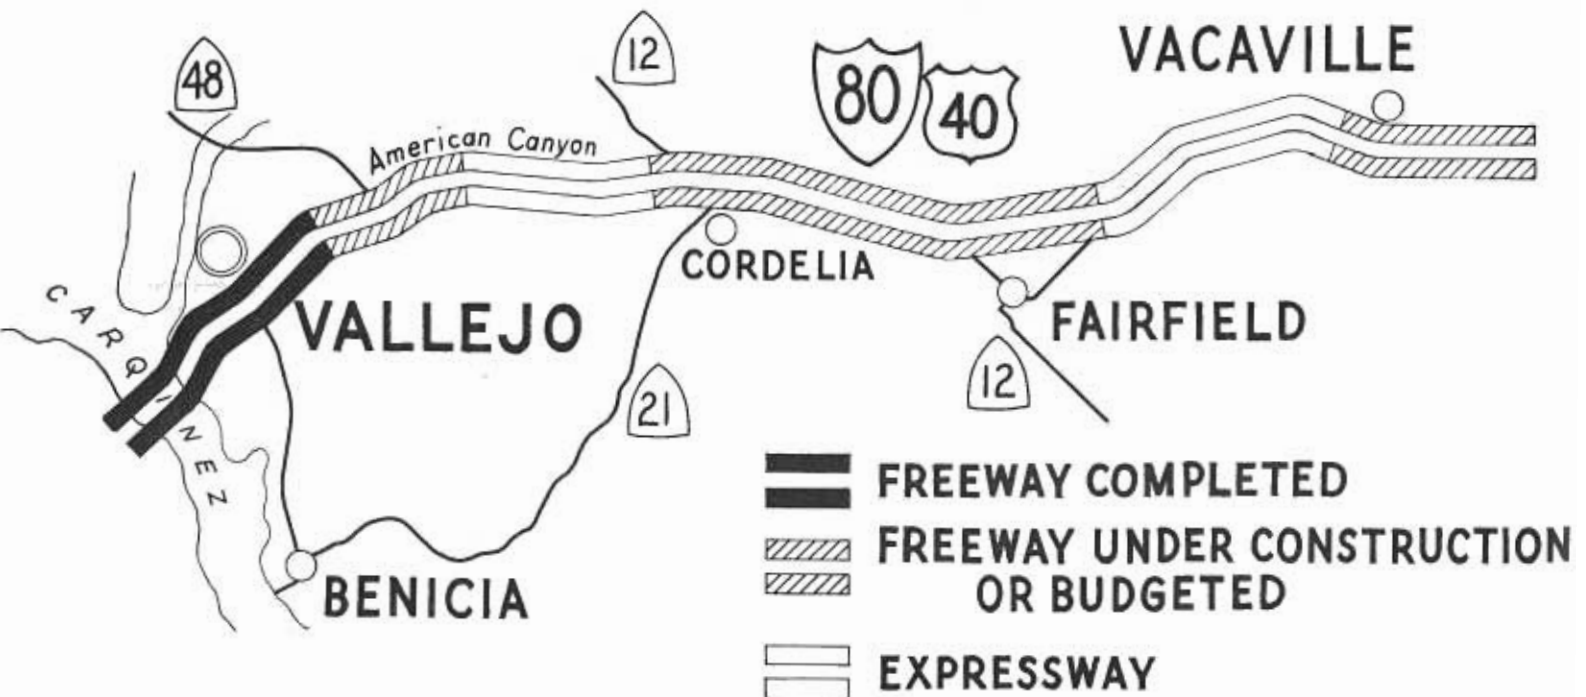 48
12
80
40
VACAVILLE
American Canyon
CORDELIA
CARQUINEZ
VALLEJO
FAIRFIELD
12
21
BENICIA
FREEWAY COMPLETED
FREEWAY UNDER CONSTRUCTION
OR BUDGETED
EXPRESSWAY